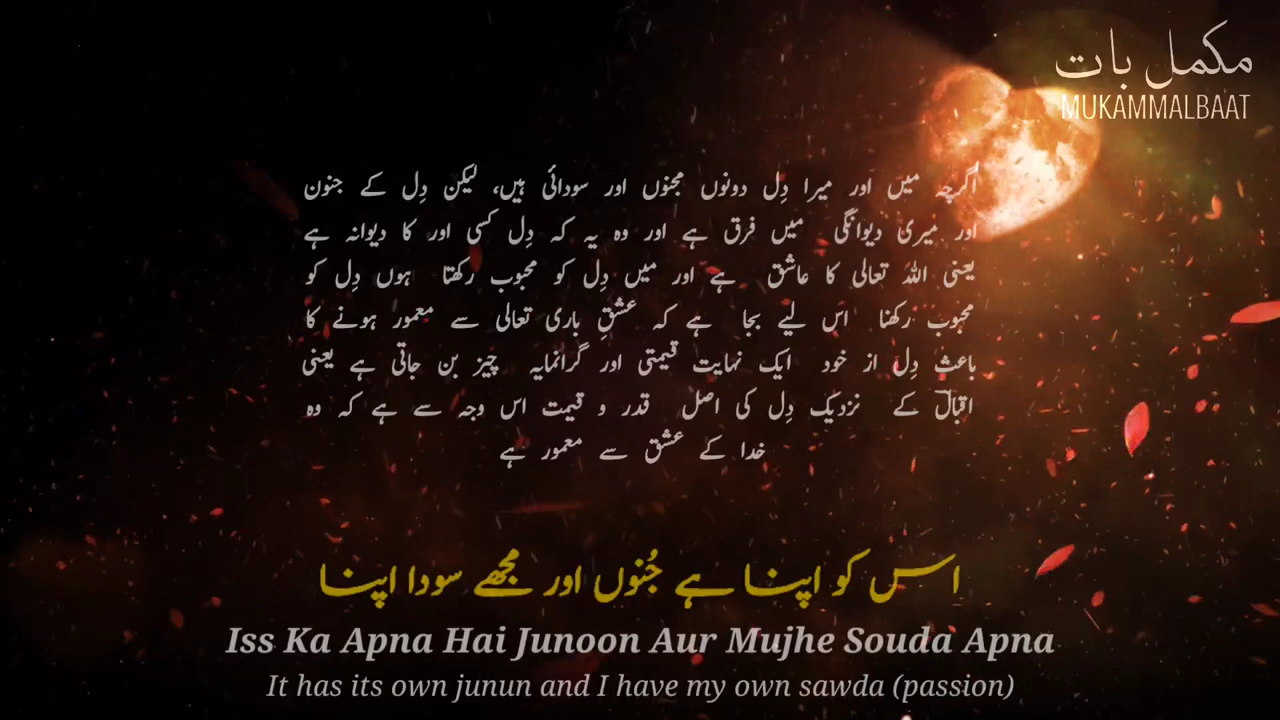 مکمل بات
MUKAMMALBAAT
اگرچہ میں اور میرا دِل دونوں مجنوں اور سودائی ہیں، لیکن دِل کے جنون
اور میری دیوانگی میں فرق ہے اور وہ یہ کہ دِل کسی اور کا دیوانہ ہے
یعنی اللہ تعالی کا عاشق ہے اور میں دِل کو محبوب رکھتا ہوں دِل کو
محبوب رکھنا اس لیے بجا ہے کہ عشقِ باری تعالی سے معمور ہونے کا
باعث دِل از خود ایک نہایت قیمتی اور گرانمایہ چیز بن جاتی ہے یعنی
اقبالؒ کے نزدیک دِل کی اصل قدر و قیمت اس وجہ سے ہے کہ وہ
خدا کے عشق سے معمور ہے
اس کو اپنا ہے جُنوں اور مجھے سودا اپنا
Iss Ka Apna Hai Junoon Aur Mujhe Souda Apna
It has its own junun and I have my own sawda (passion)